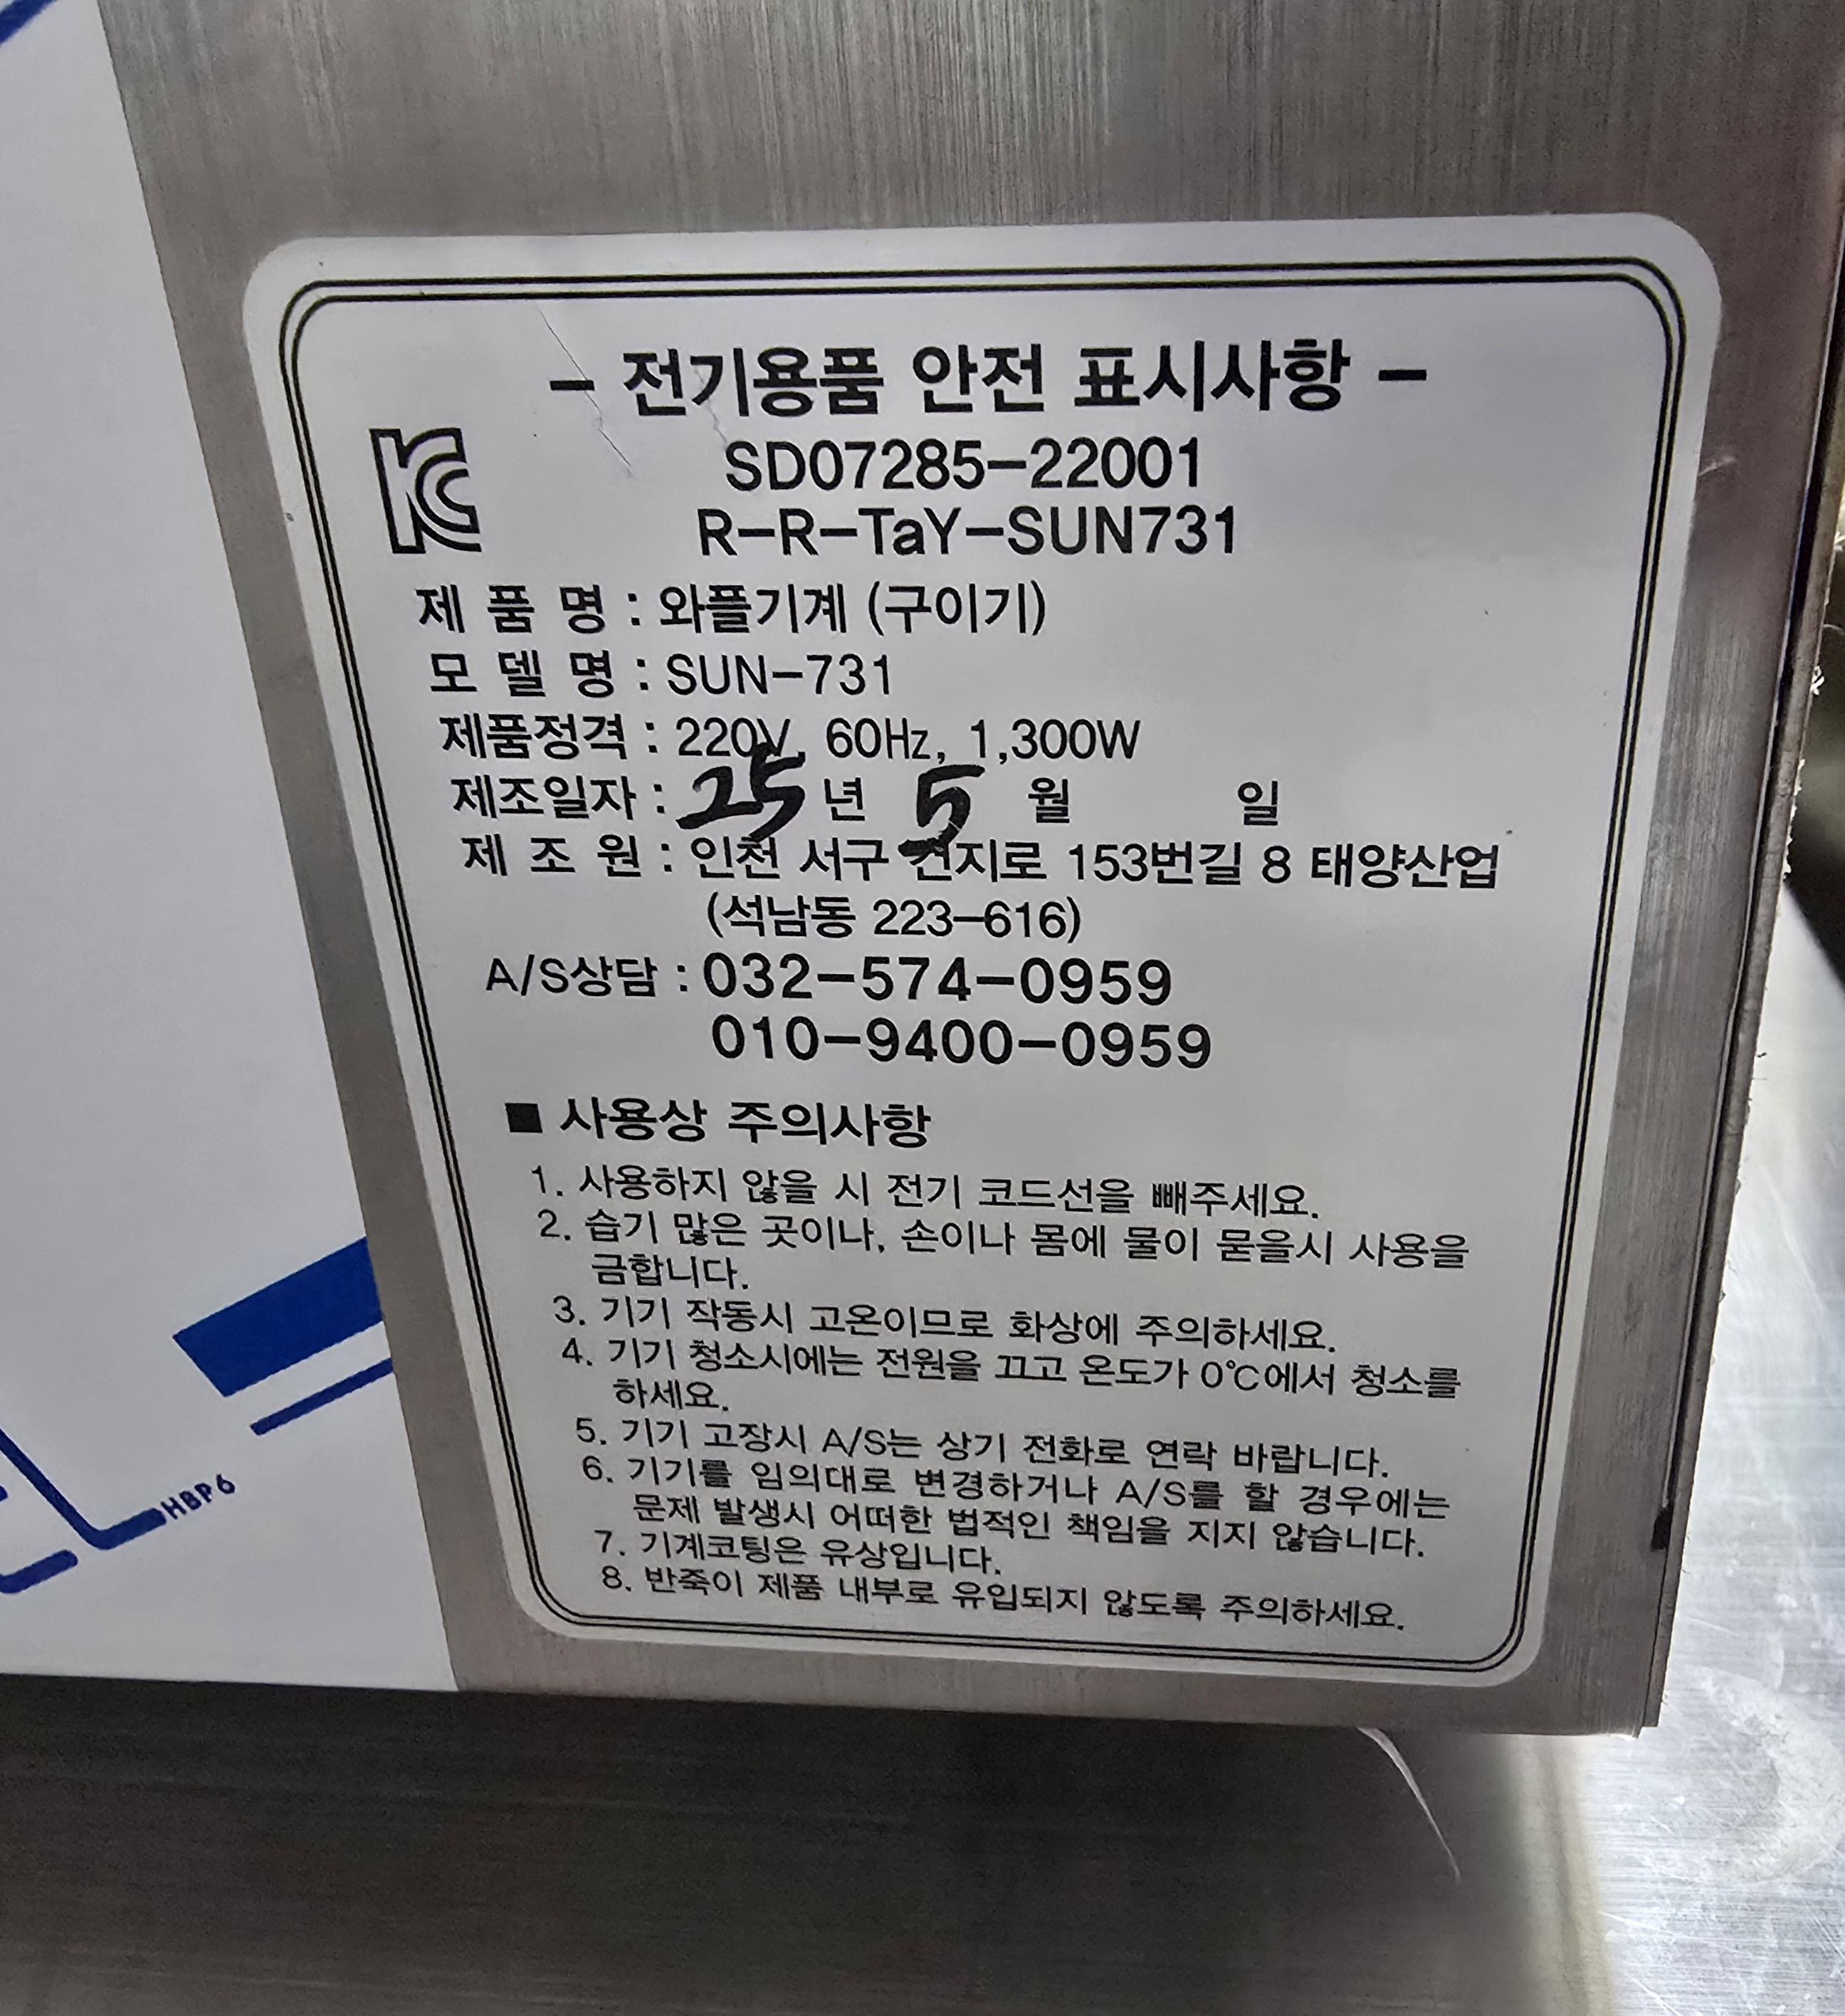 - 전기용품 안전 표시사항 -
SD07285-22001
R-R-TaY-SUN731
제 품 명 : 와플기계 (구이기)
모 델 명 : SUN-731
제품정격 : 220V, 60Hz, 1,300W
제조일자 : 25 년 5 월 일
제 조 원 : 인천 서구 건지로 153번길 8 태양산업
(석남동 223-616)
A/S상담 : 032-574-0959
010-9400-0959
■ 사용상 주의사항
1. 사용하지 않을 시 전기 코드선을 빼주세요.
2. 습기 많은 곳이나, 손이나 몸에 물이 묻을시 사용을
금합니다.
3. 기기 작동시 고온이므로 화상에 주의하세요.
4. 기기 청소시에는 전원을 끄고 온도가 0℃에서 청소를
하세요.
5. 기기 고장시 A/S는 상기 전화로 연락 바랍니다.
6. 기기를 임의대로 변경하거나 A/S를 할 경우에는
문제 발생시 어떠한 법적인 책임을 지지 않습니다.
7. 기계코팅은 유상입니다.
8. 반죽이 제품 내부로 유입되지 않도록 주의하세요.
HBP6